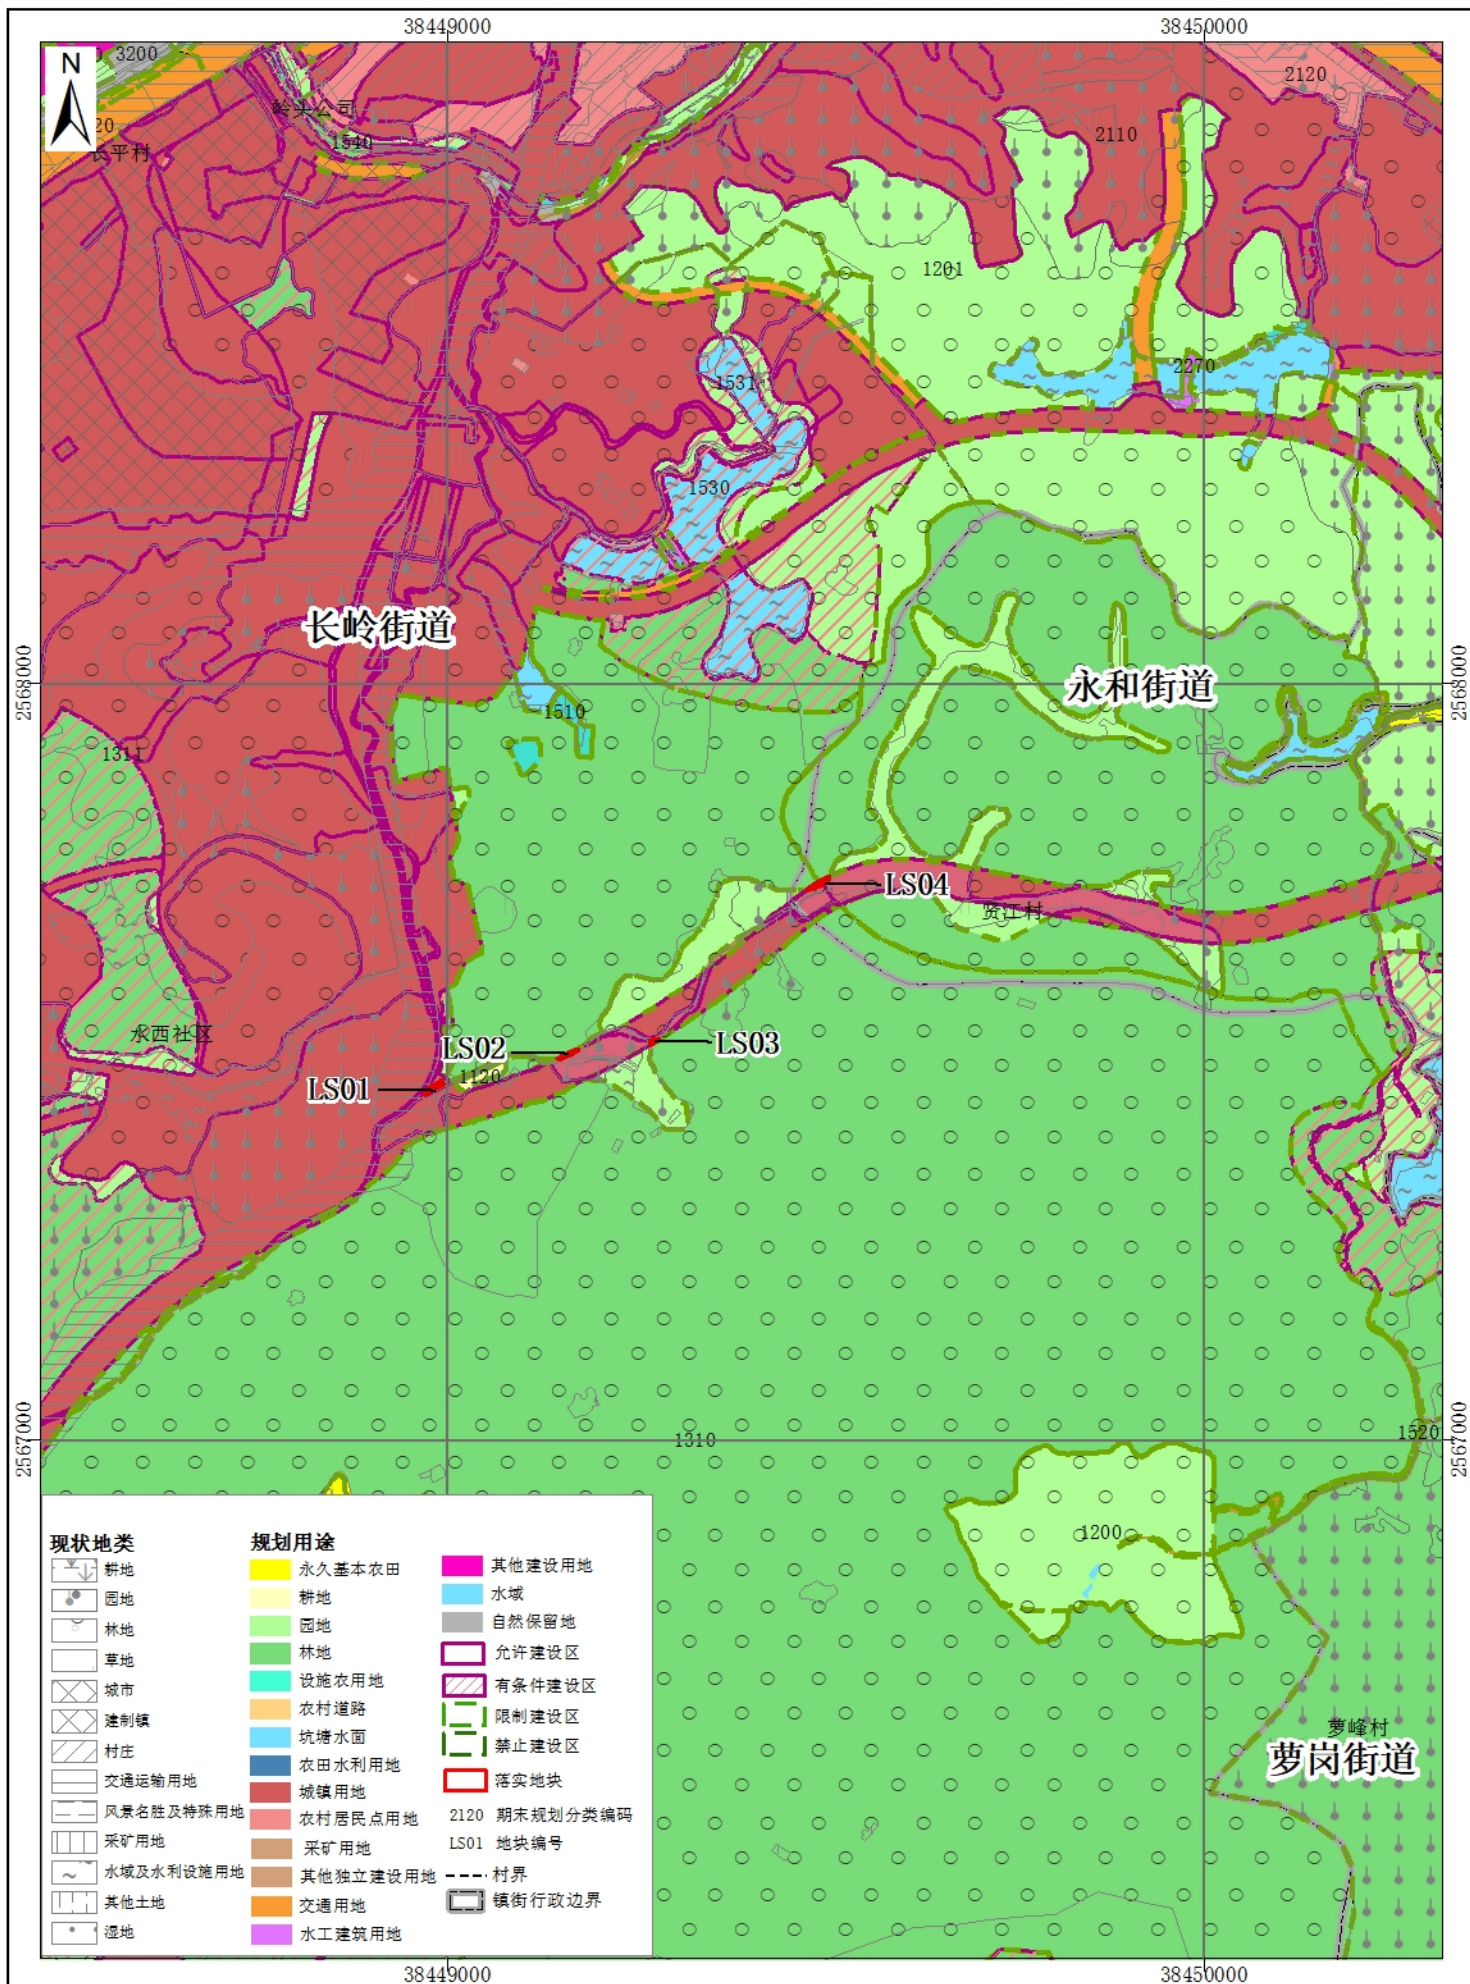 38449000
38450000
N
3200
2120
岭头公司
20
2110
1540
长平村
1201
2270
1531
1530
长岭街道
2568000
2568000
永和街道
1510
1311
LS04
贤江村
永西社区
LS02
LS03
1120
LS01
2567000
2567000
1310
1520
1200
萝峰村
萝岗街道
现状地类
耕地
园地
林地
草地
城市
建制镇
村庄
交通运输用地
风景名胜及特殊用地
采矿用地
水域及水利设施用地
其他土地
湿地
规划用途
永久基本农田
耕地
园地
林地
设施农用地
农村道路
坑塘水面
农田水利用地
城镇用地
农村居民点用地
采矿用地
其他独立建设用地
交通用地
水工建筑用地
其他建设用地
水域
自然保留地
允许建设区
有条件建设区
限制建设区
禁止建设区
落实地块
2120 期末规划分类编码
LS01 地块编号
村界
镇街行政边界
38449000
38450000